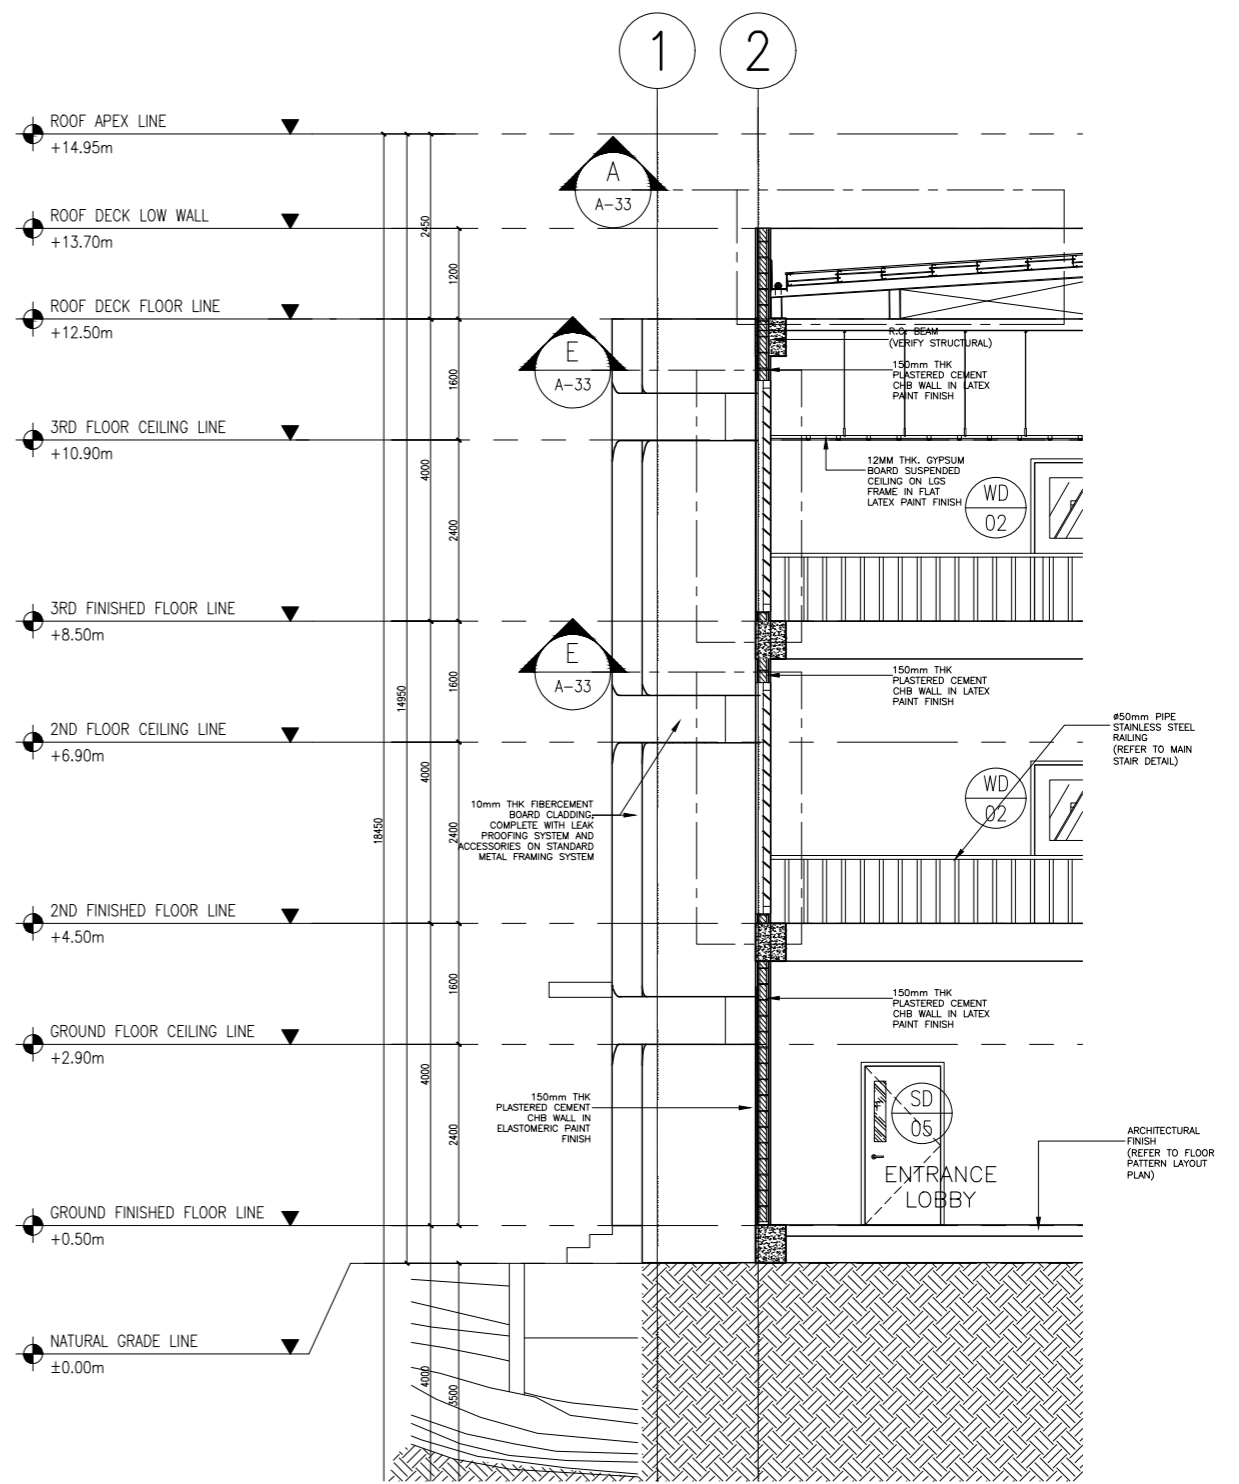 1
2
ROOF APEX LINE
+14.95m
ROOF DECK LOW WALL
+13.70m
ROOF DECK FLOOR LINE
+12.50m
3RD FLOOR CEILING LINE
+10.90m
3RD FINISHED FLOOR LINE
+8.50m
2ND FLOOR CEILING LINE
+6.90m
2ND FINISHED FLOOR LINE
+4.50m
GROUND FLOOR CEILING LINE
+2.90m
GROUND FINISHED FLOOR LINE
+0.50m
NATURAL GRADE LINE
±0.00m
18450
14950
2450
4000
4000
4000
4000
1200
1600
2400
1600
2400
1600
2400
3500
A
A-33
E
A-33
E
A-33
R.C. BEAM
(VERIFY STRUCTURAL)
150mm THK
PLASTERED CEMENT
CHB WALL IN LATEX
PAINT FINISH
12MM THK. GYPSUM
BOARD SUSPENDED
CEILING ON LGS
FRAME IN FLAT
LATEX PAINT FINISH
WD
02
150mm THK
PLASTERED CEMENT
CHB WALL IN LATEX
PAINT FINISH
ø50mm PIPE
STAINLESS STEEL
RAILING
(REFER TO MAIN
STAIR DETAIL)
WD
02
10mm THK FIBERCEMENT
BOARD CLADDING,
COMPLETE WITH LEAK
PROOFING SYSTEM AND
ACCESSORIES ON STANDARD
METAL FRAMING SYSTEM
150mm THK
PLASTERED CEMENT
CHB WALL IN LATEX
PAINT FINISH
150mm THK
PLASTERED CEMENT
CHB WALL IN
ELASTOMERIC PAINT
FINISH
SD
05
ENTRANCE
LOBBY
ARCHITECTURAL
FINISH
(REFER TO FLOOR
PATTERN LAYOUT
PLAN)